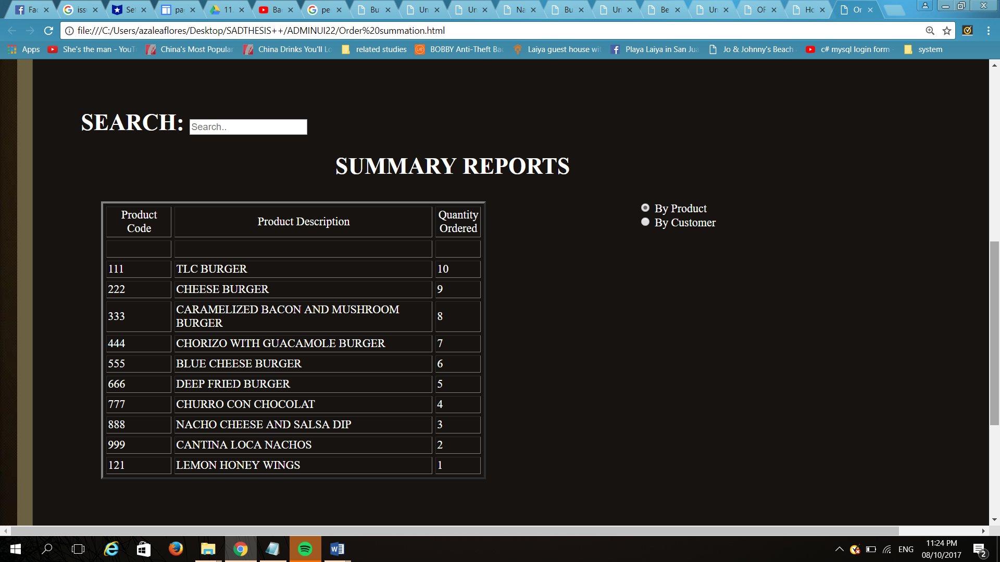 Fac
iss
Se
pa
11.
Ba
pe
Bu
Un
Un
Na
Bu
Un
Be
Un
OF
Ho
Or
file:///C:/Users/azaleaflores/Desktop/SADTHESIS++/ADMINUI22/Order%20summation.html
Apps She's the man - YouT China's Most Popular China Drinks You'll Lo related studies BOBBY Anti-Theft Ba Laiya guest house wi Playa Laiya in San Jua Jo & Johnny's Beach c# mysql login form - system
SEARCH: Search..
SUMMARY REPORTS
Product Code Product Description Quantity Ordered
111 TLC BURGER 10
222 CHEESE BURGER 9
333 CARAMELIZED BACON AND MUSHROOM BURGER 8
444 CHORIZO WITH GUACAMOLE BURGER 7
555 BLUE CHEESE BURGER 6
666 DEEP FRIED BURGER 5
777 CHURRO CON CHOCOLAT 4
888 NACHO CHEESE AND SALSA DIP 3
999 CANTINA LOCA NACHOS 2
121 LEMON HONEY WINGS 1
By Product
By Customer
ENG
11:24 PM
08/10/2017
2